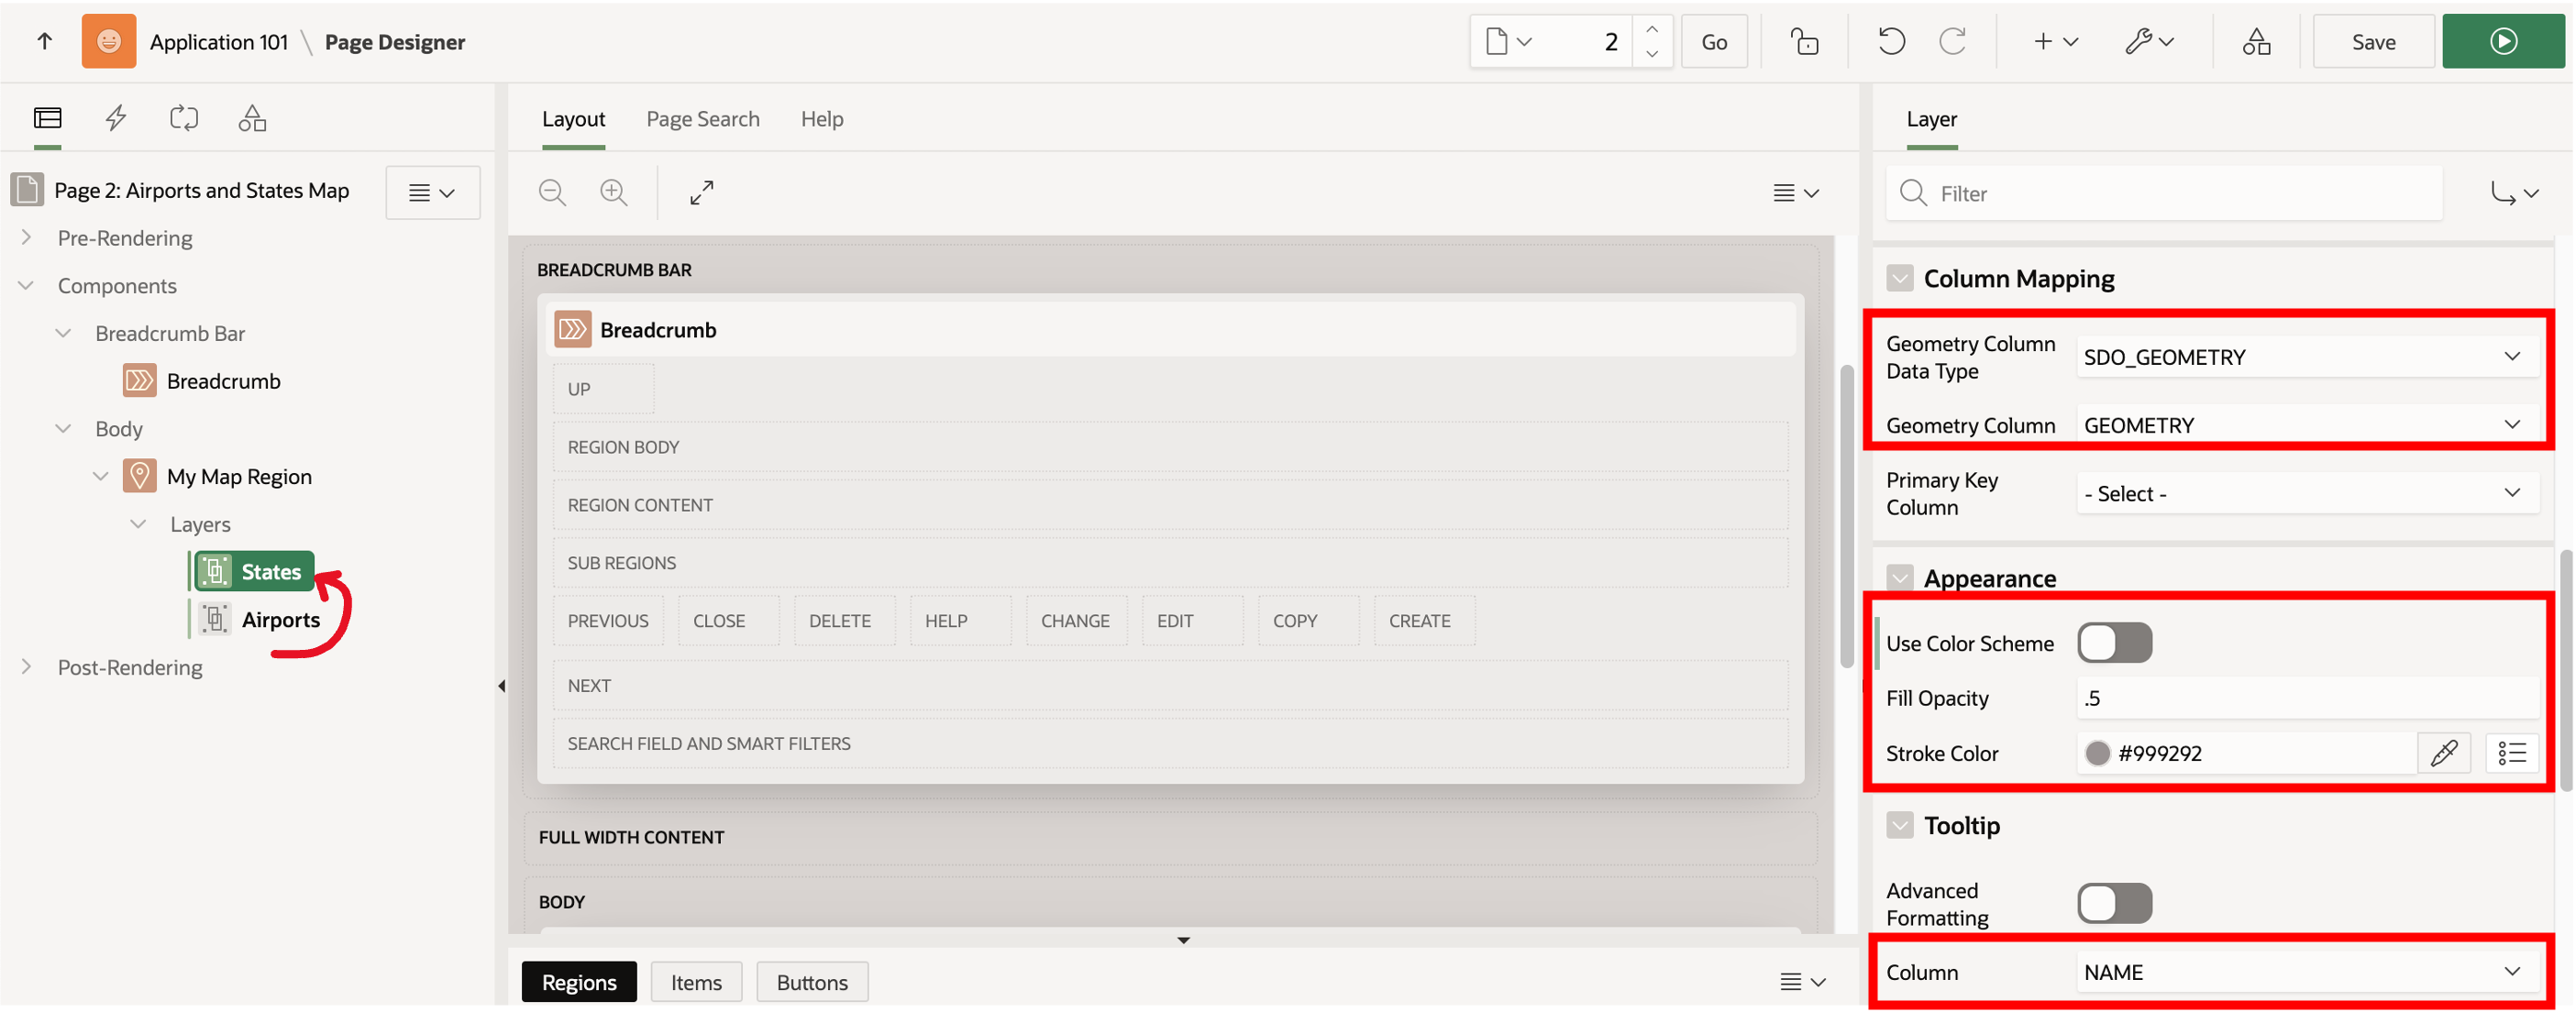 Application 101 \ Page Designer
2
Go
Save
Page 2: Airports and States Map
Pre-Rendering
Components
Breadcrumb Bar
Breadcrumb
Body
My Map Region
Layers
States
Airports
Post-Rendering
Layout Page Search Help
BREADCRUMB BAR
Breadcrumb
UP
REGION BODY
REGION CONTENT
SUB REGIONS
PREVIOUS CLOSE DELETE HELP CHANGE EDIT COPY CREATE
NEXT
SEARCH FIELD AND SMART FILTERS
FULL WIDTH CONTENT
BODY
Regions Items Buttons
Layer
Filter
Column Mapping
Geometry Column
Data Type
SDO_GEOMETRY
Geometry Column GEOMETRY
Primary Key
Column
- Select -
Appearance
Use Color Scheme
Fill Opacity .5
Stroke Color #999292
Tooltip
Advanced
Formatting
Column NAME